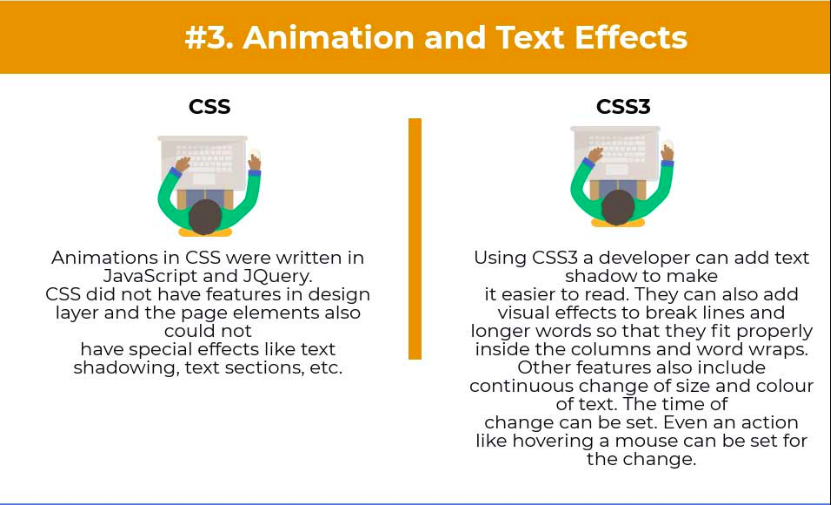 #3. Animation and Text Effects
CSS
Animations in CSS were written in
JavaScript and JQuery.
CSS did not have features in design
layer and the page elements also
could not
have special effects like text
shadowing, text sections, etc.
CSS3
Using CSS3 a developer can add text
shadow to make
it easier to read. They can also add
visual effects to break lines and
longer words so that they fit properly
inside the columns and word wraps.
Other features also include
continuous change of size and colour
of text. The time of
change can be set. Even an action
like hovering a mouse can be set for
the change.